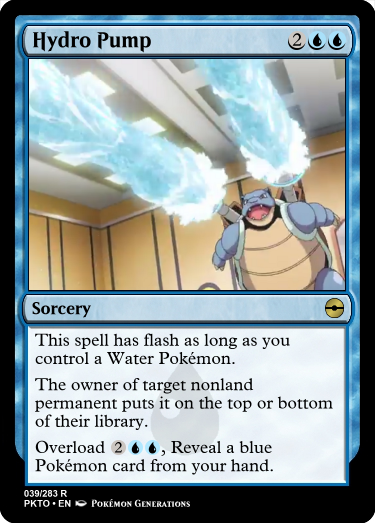 Hydro Pump 2
Sorcery
This spell has flash as long as you
control a Water Pokémon.
The owner of target nonland
permanent puts it on the top or bottom
of their library.
Overload 2, Reveal a blue
Pokémon card from your hand.
039/283 R
PKTO • EN Pokémon Generations